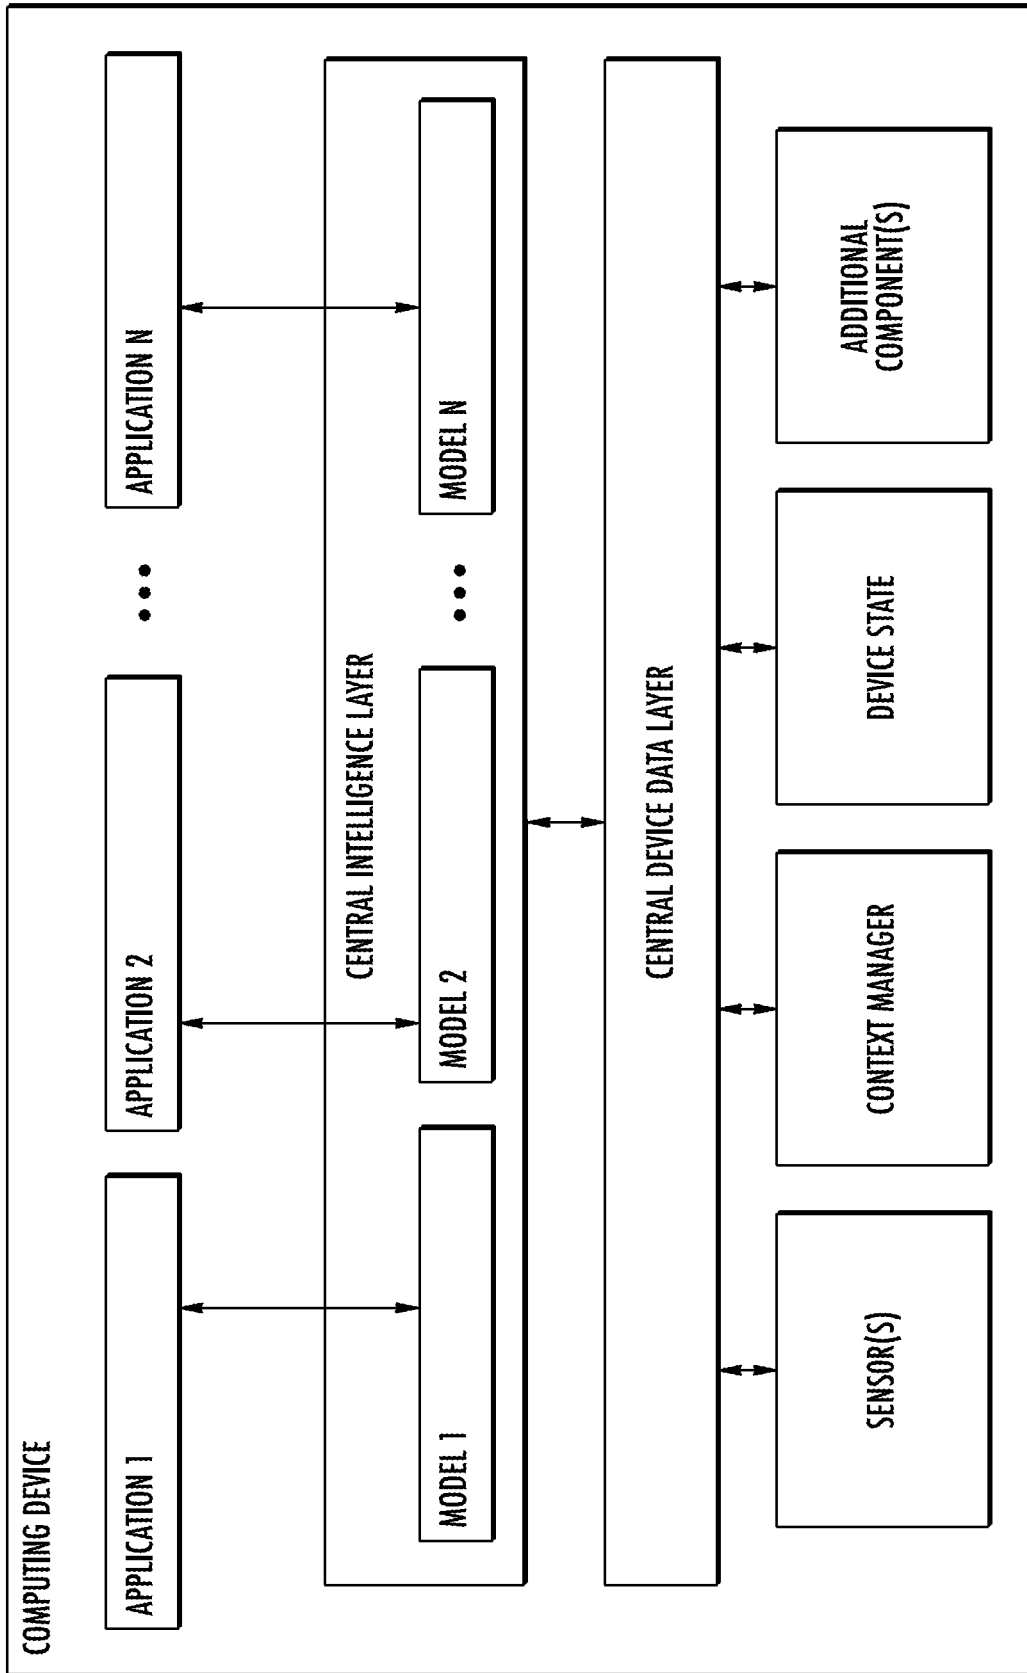 COMPUTING DEVICE
APPLICATION 1
APPLICATION 2
APPLICATION N
CENTRAL INTELLIGENCE LAYER
MODEL 1
MODEL 2
MODEL N
CENTRAL DEVICE DATA LAYER
SENSOR(S)
CONTEXT MANAGER
DEVICE STATE
ADDITIONAL
COMPONENT(S)